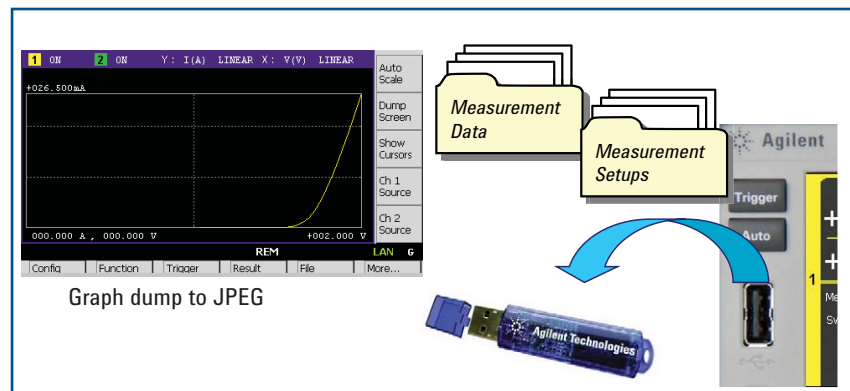 1 ON 2 ON Y: I(A) LINEAR X: V(V) LINEAR
+026.500mA
000.000 A , 000.000 V +002.000 V
Auto Scale
Dump Screen
Show Cursors
Ch 1 Source
Ch 2 Source
REM LAN G
Config Function Trigger Result File More...
Graph dump to JPEG
Measurement
Data
Measurement
Setups
Agilent
Trigger
Auto
1
Agilent Technologies